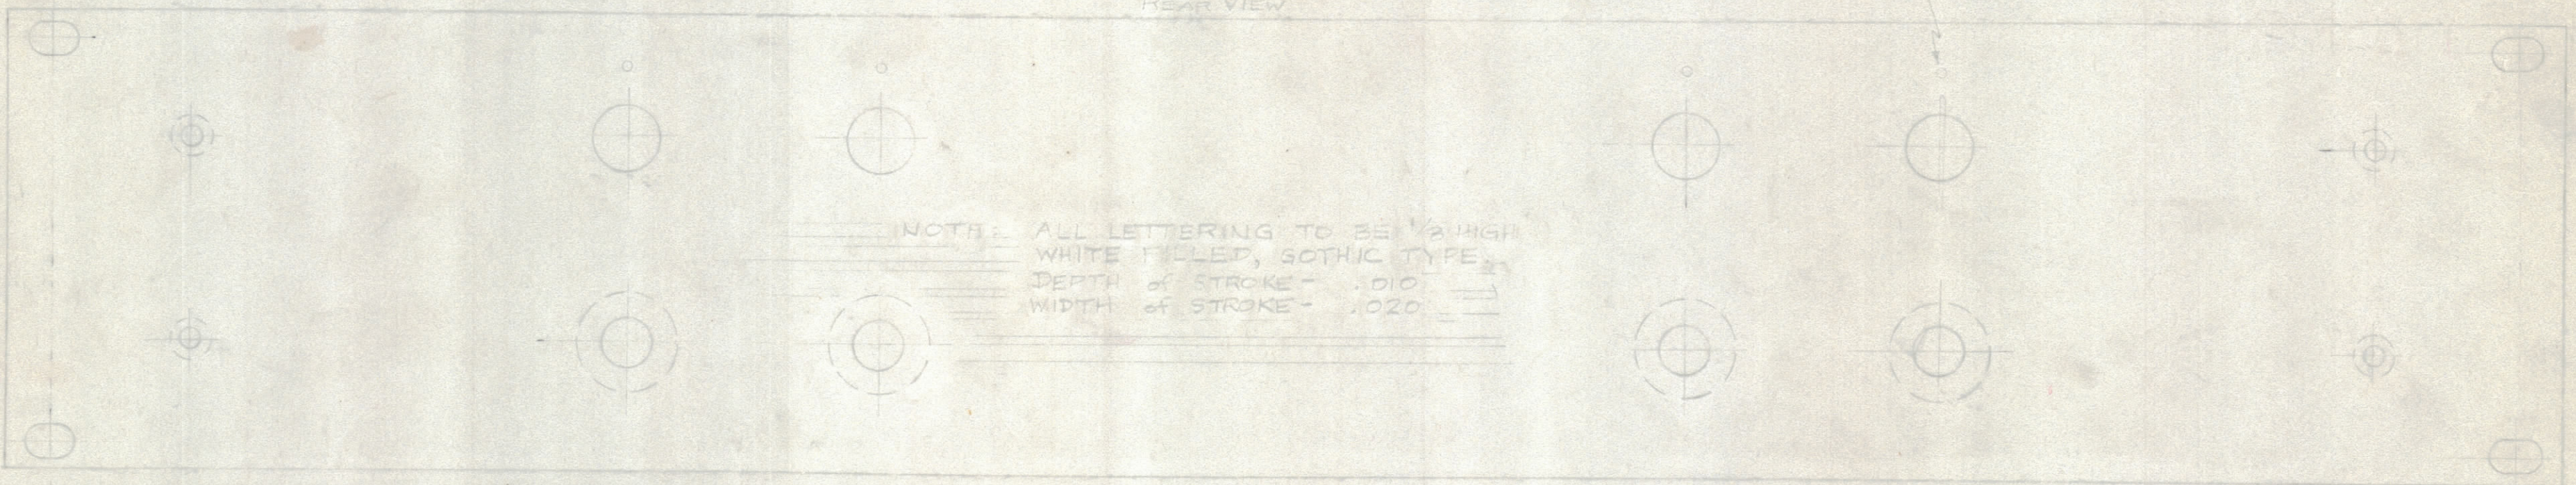 REAR VIEW
NOTA: ALL LETTERING TO BE 1/8 HIGH
WHITE FILLED, GOTHIC TYPE.
DEPTH of STROKE - .010
WIDTH of STROKE - .020